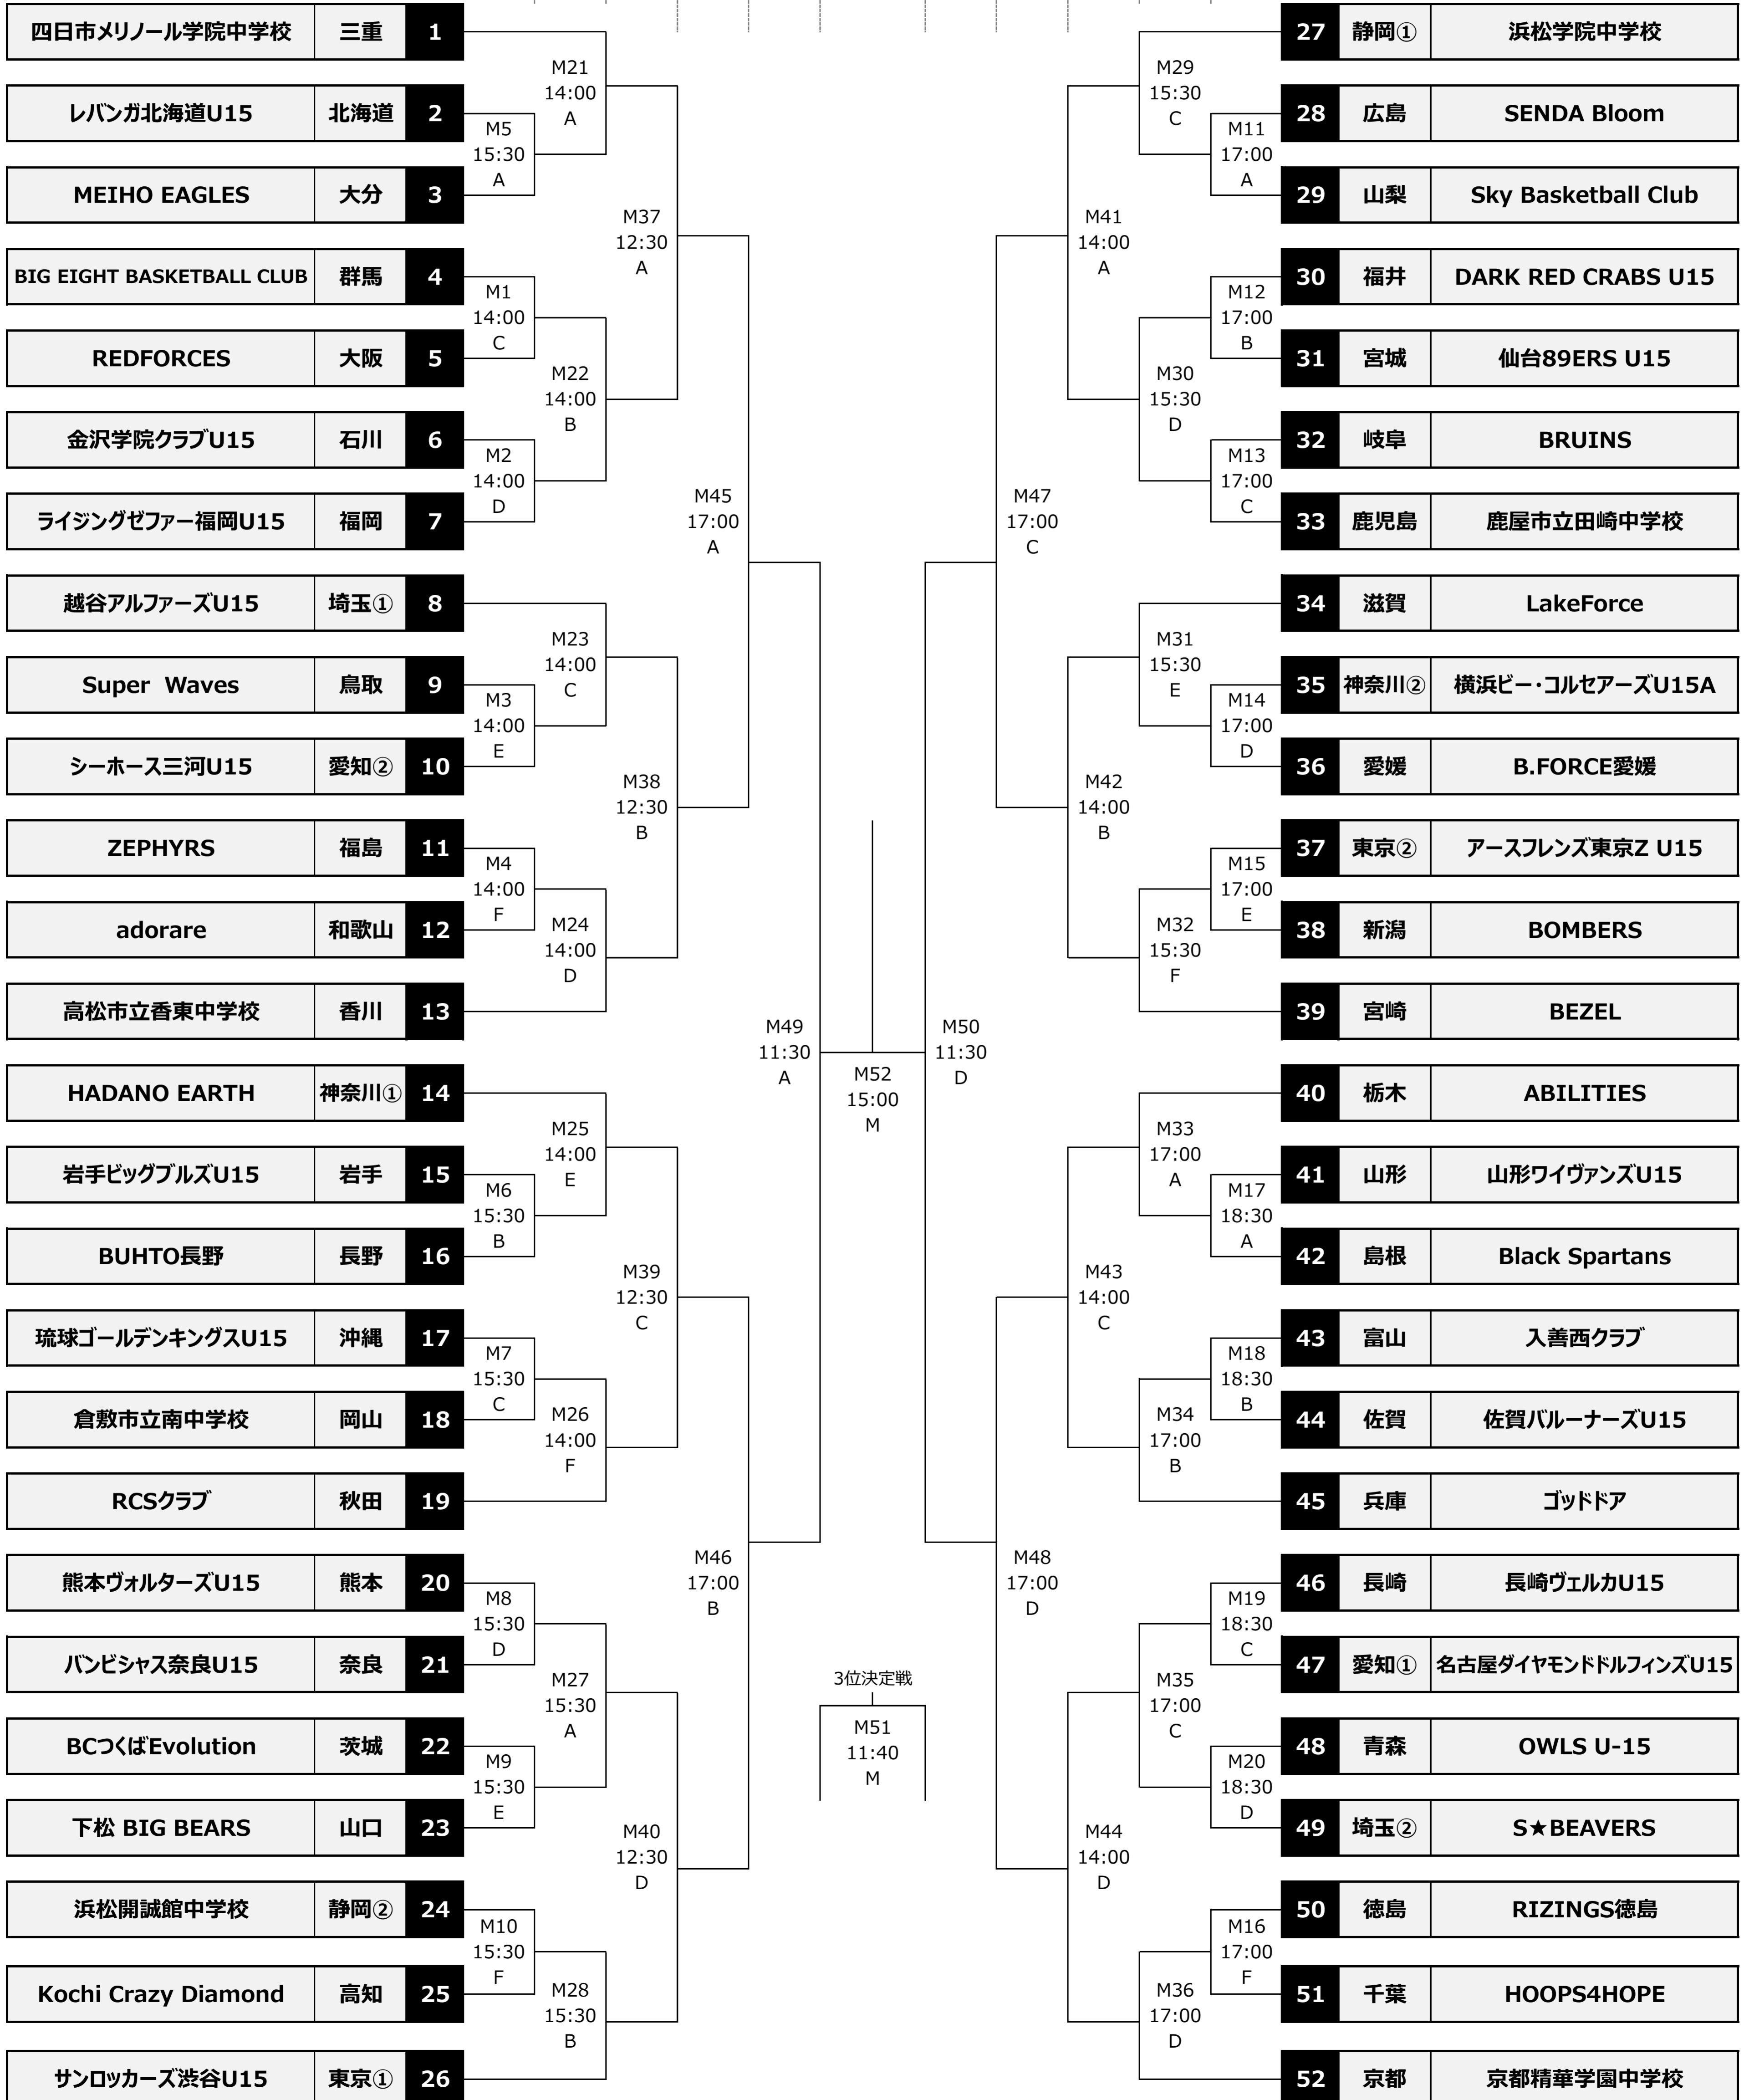 四日市メリノール学院中学校 三重 1
レバンガ北海道U15 北海道 2
MEIHO EAGLES 大分 3
BIG EIGHT BASKETBALL CLUB 群馬 4
REDFORCES 大阪 5
金沢学院クラブU15 石川 6
ライジングゼファー福岡U15 福岡 7
越谷アルファーズU15 埼玉① 8
Super Waves 鳥取 9
シーホース三河U15 愛知② 10
ZEPHYRS 福島 11
adorare 和歌山 12
高松市立香東中学校 香川 13
HADANO EARTH 神奈川① 14
岩手ビッグブルズU15 岩手 15
BUHTO長野 長野 16
琉球ゴールデンキングスU15 沖縄 17
倉敷市立南中学校 岡山 18
RCSクラブ 秋田 19
熊本ヴォルターズU15 熊本 20
バンビシャス奈良U15 奈良 21
BCつくばEvolution 茨城 22
下松 BIG BEARS 山口 23
浜松開誠館中学校 静岡② 24
Kochi Crazy Diamond 高知 25
サンロッカーズ渋谷U15 東京① 26
M5
15:30
A
M1
14:00
C
M2
14:00
D
M3
14:00
E
M4
14:00
F
M6
15:30
B
M7
15:30
C
M8
15:30
D
M9
15:30
E
M10
15:30
F
M21
14:00
A
M22
14:00
B
M23
14:00
C
M24
14:00
D
M25
14:00
E
M26
14:00
F
M27
15:30
A
M28
15:30
B
M37
12:30
A
M38
12:30
B
M39
12:30
C
M40
12:30
D
M45
17:00
A
M46
17:00
B
M49
11:30
A
M52
15:00
M
3位決定戦
M51
11:40
M
M50
11:30
D
M47
17:00
C
M48
17:00
D
M41
14:00
A
M42
14:00
B
M43
14:00
C
M44
14:00
D
M29
15:30
C
M30
15:30
D
M31
15:30
E
M32
15:30
F
M33
17:00
A
M34
17:00
B
M35
17:00
C
M36
17:00
D
M11
17:00
A
M12
17:00
B
M13
17:00
C
M14
17:00
D
M15
17:00
E
M17
18:30
A
M18
18:30
B
M19
18:30
C
M20
18:30
D
M16
17:00
F
27 静岡① 浜松学院中学校
28 広島 SENDA Bloom
29 山梨 Sky Basketball Club
30 福井 DARK RED CRABS U15
31 宮城 仙台89ERS U15
32 岐阜 BRUINS
33 鹿児島 鹿屋市立田崎中学校
34 滋賀 LakeForce
35 神奈川② 横浜ビー・コルセアーズU15A
36 愛媛 B.FORCE愛媛
37 東京② アースフレンズ東京Z U15
38 新潟 BOMBERS
39 宮崎 BEZEL
40 栃木 ABILITIES
41 山形 山形ワイヴァンズU15
42 島根 Black Spartans
43 富山 入善西クラブ
44 佐賀 佐賀バルーナーズU15
45 兵庫 ゴッドドア
46 長崎 長崎ヴェルカU15
47 愛知① 名古屋ダイヤモンドドルフィンズU15
48 青森 OWLS U-15
49 埼玉② S★BEAVERS
50 徳島 RIZINGS徳島
51 千葉 HOOPS4HOPE
52 京都 京都精華学園中学校